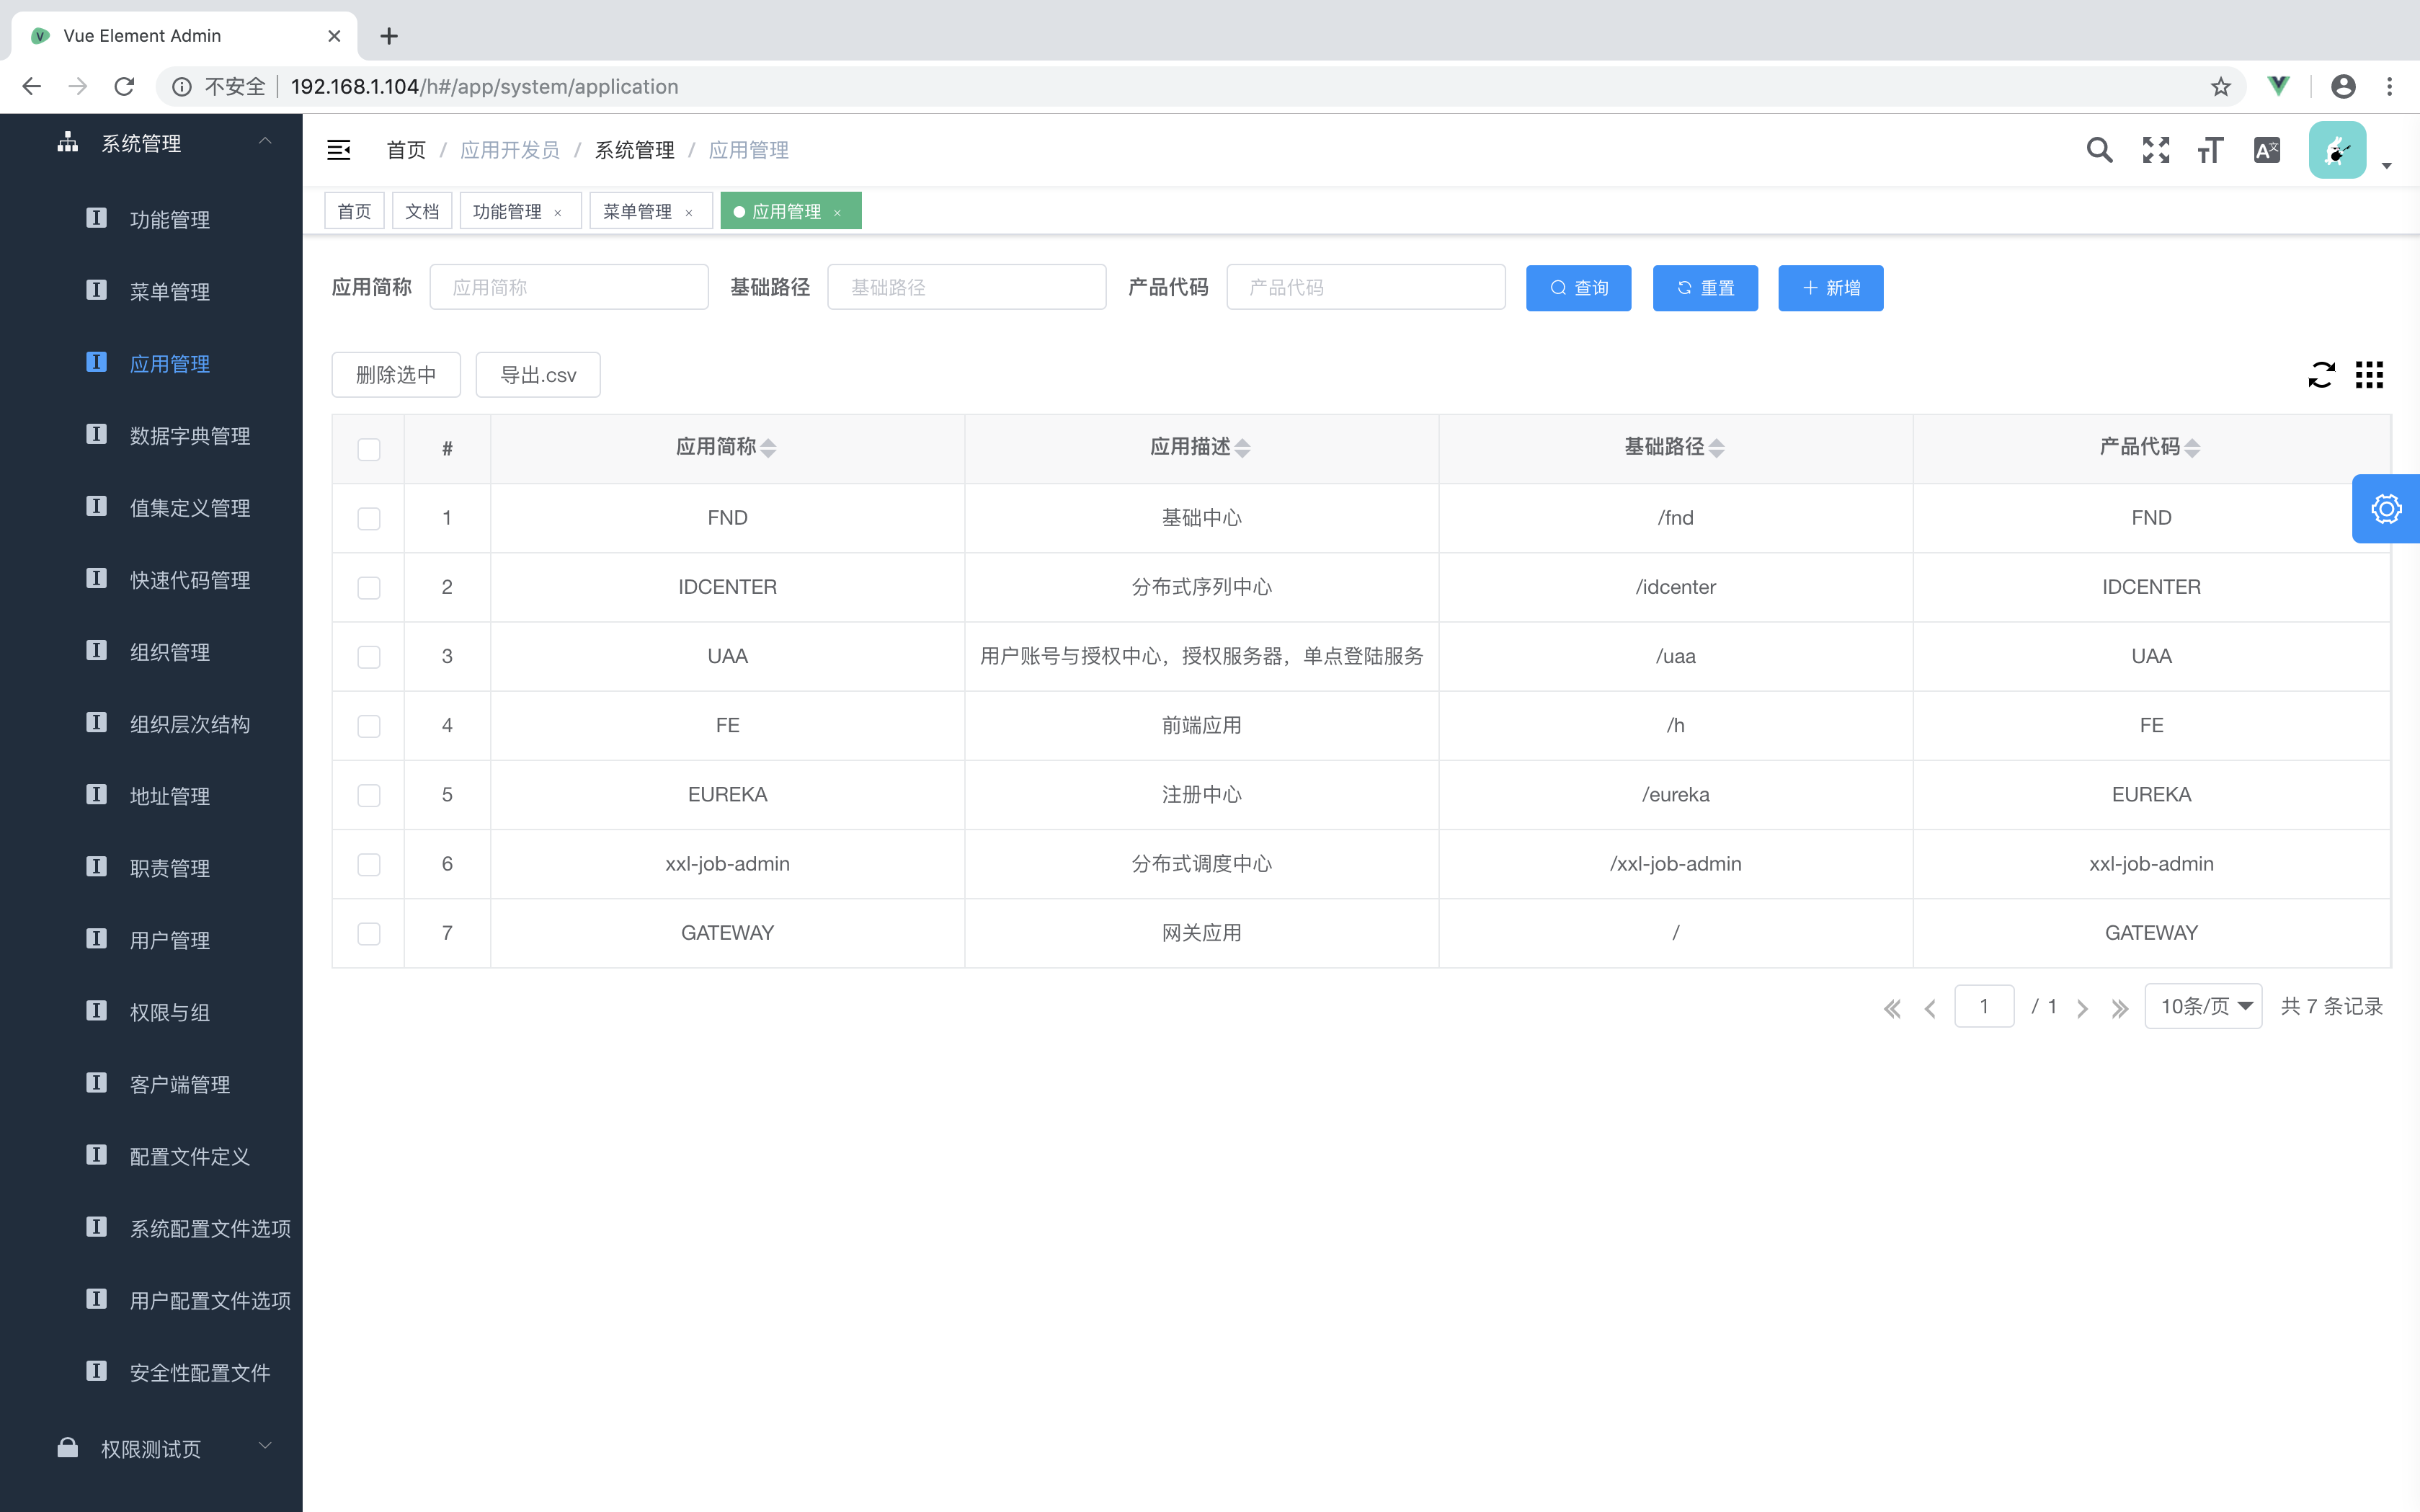 Vue Element Admin
不安全 192.168.1.104/h#/app/system/application
系统管理
功能管理
菜单管理
应用管理
数据字典管理
值集定义管理
快速代码管理
组织管理
组织层次结构
地址管理
职责管理
用户管理
权限与组
客户端管理
配置文件定义
系统配置文件选项
用户配置文件选项
安全性配置文件
权限测试页
首页 / 应用开发员 / 系统管理 / 应用管理
首页 文档 功能管理 × 菜单管理 × 应用管理 ×
应用简称 应用简称 基础路径 基础路径 产品代码 产品代码 查询 重置 新增
删除选中 导出.csv
# 应用简称 应用描述 基础路径 产品代码
1 FND 基础中心 /fnd FND
2 IDCENTER 分布式序列中心 /idcenter IDCENTER
3 UAA 用户账号与授权中心，授权服务器，单点登陆服务 /uaa UAA
4 FE 前端应用 /h FE
5 EUREKA 注册中心 /eureka EUREKA
6 xxl-job-admin 分布式调度中心 /xxl-job-admin xxl-job-admin
7 GATEWAY 网关应用 / GATEWAY
1 / 1 10条/页 共 7 条记录